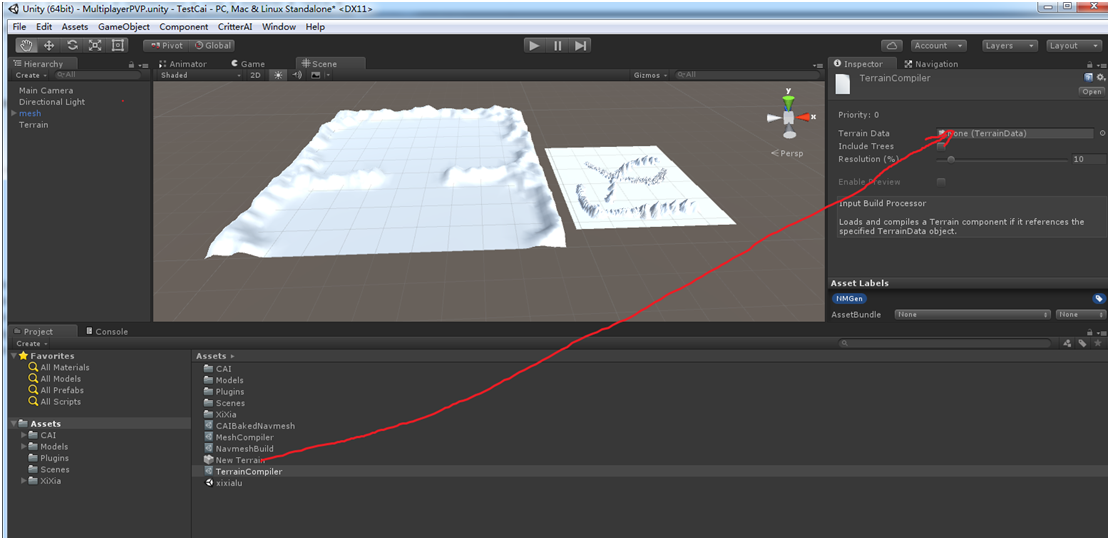 Unity (64bit) - MultiplayerPVP.unity - TestCai - PC, Mac & Linux Standalone* <DX11>
File Edit Assets GameObject Component CritterAI Window Help
Pivot Global Account Layers Layout
Hierarchy Animator Game Scene Inspector Navigation
Create All Shaded 2D Gizmos All
Main Camera
Directional Light
mesh
Terrain
y
x
Persp
TerrainCompiler
Open
Priority: 0
Terrain Data None (TerrainData)
Include Trees
Resolution (%) 10
Enable Preview
Input Build Processor
Loads and compiles a Terrain component if it references the
specified TerrainData object.
Asset Labels
NMGen
AssetBundle None None
Project Console
Create
Favorites
All Materials
All Models
All Prefabs
All Scripts
Assets
CAI
Models
Plugins
Scenes
XiXia
Assets
CAI
Models
Plugins
Scenes
XiXia
CAIBakedNavmesh
MeshCompiler
NavmeshBuild
New Terrain
TerrainCompiler
xixialu